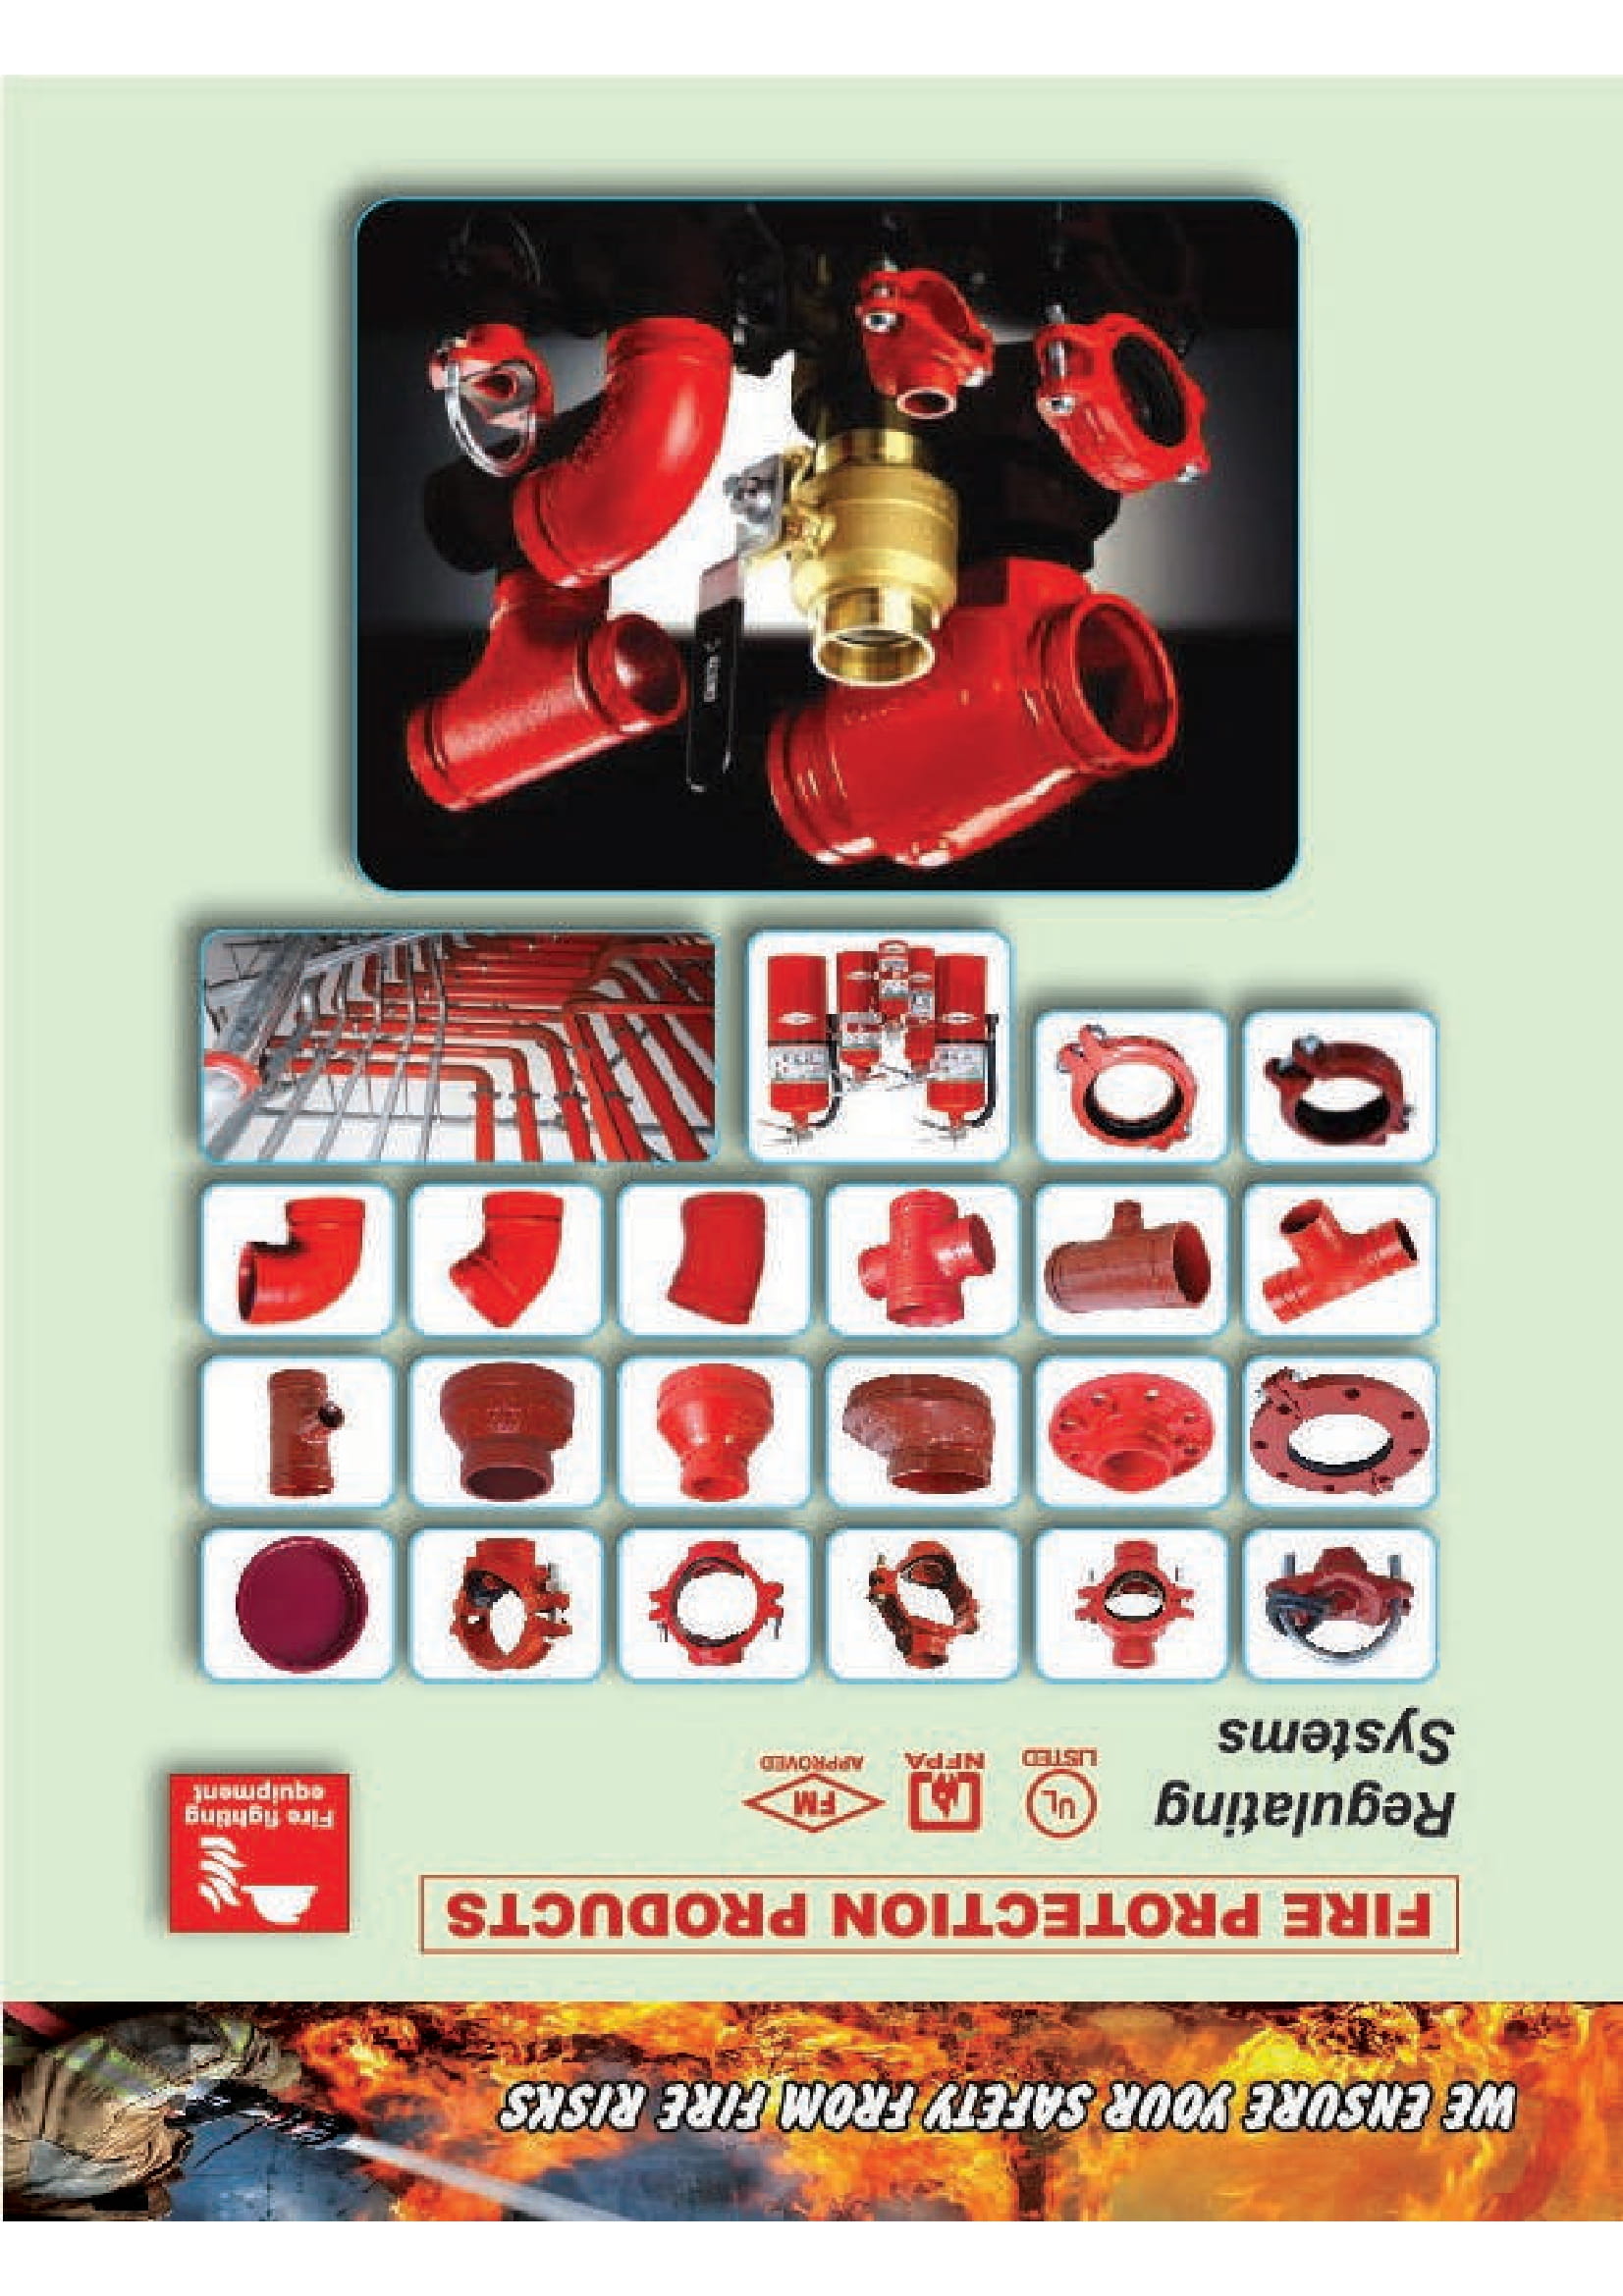 WE ENSURE YOUR SAFETY FROM FIRE RISKS
FIRE PROTECTION PRODUCTS
Regulating
Systems
UL
LISTED
NFPA
FM
APPROVED
Fire fighting
equipment